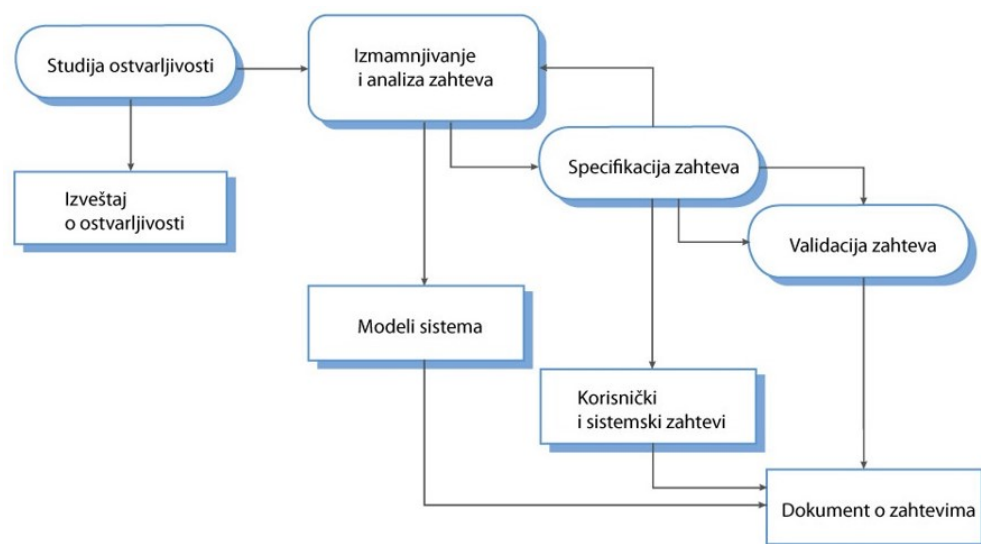 Studija ostvarljivosti
Izmamnjivanje
i analiza zahteva
Specifikacija zahteva
Izveštaj
o ostvarljivosti
Validacija zahteva
Modeli sistema
Korisnički
i sistemski zahtevi
Dokument o zahtevima